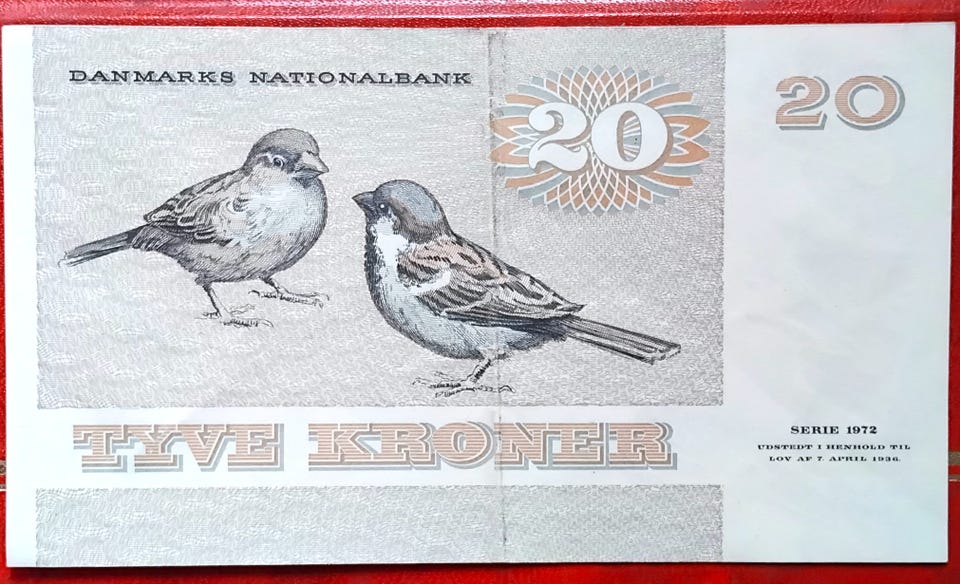 DANMARKS NATIONALBANK
20
20
TYVE KRONER
SERIE 1972
UDSTEDT I HENHOLD TIL
LOV AF 7. APRIL 1936.